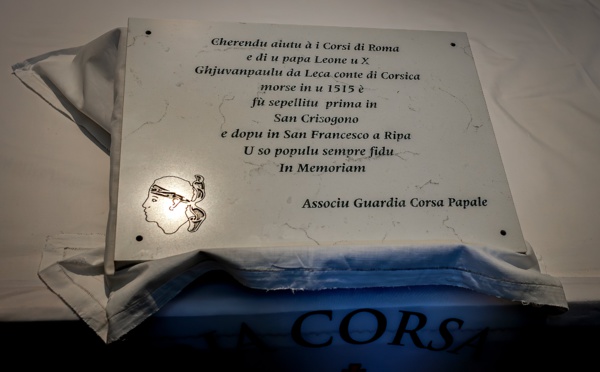 Cherendu aiutu à i Corsi di Roma
e di u papa Leone u X
Ghjuvanpaulu da Leca conte di Corsica
morse in u 1515 è
fù sepellitu prima in
San Crisogono
e dopu in San Francesco a Ripa
U so populu sempre fidu
In Memoriam
Associu Guardia Corsa Papale
CORSA